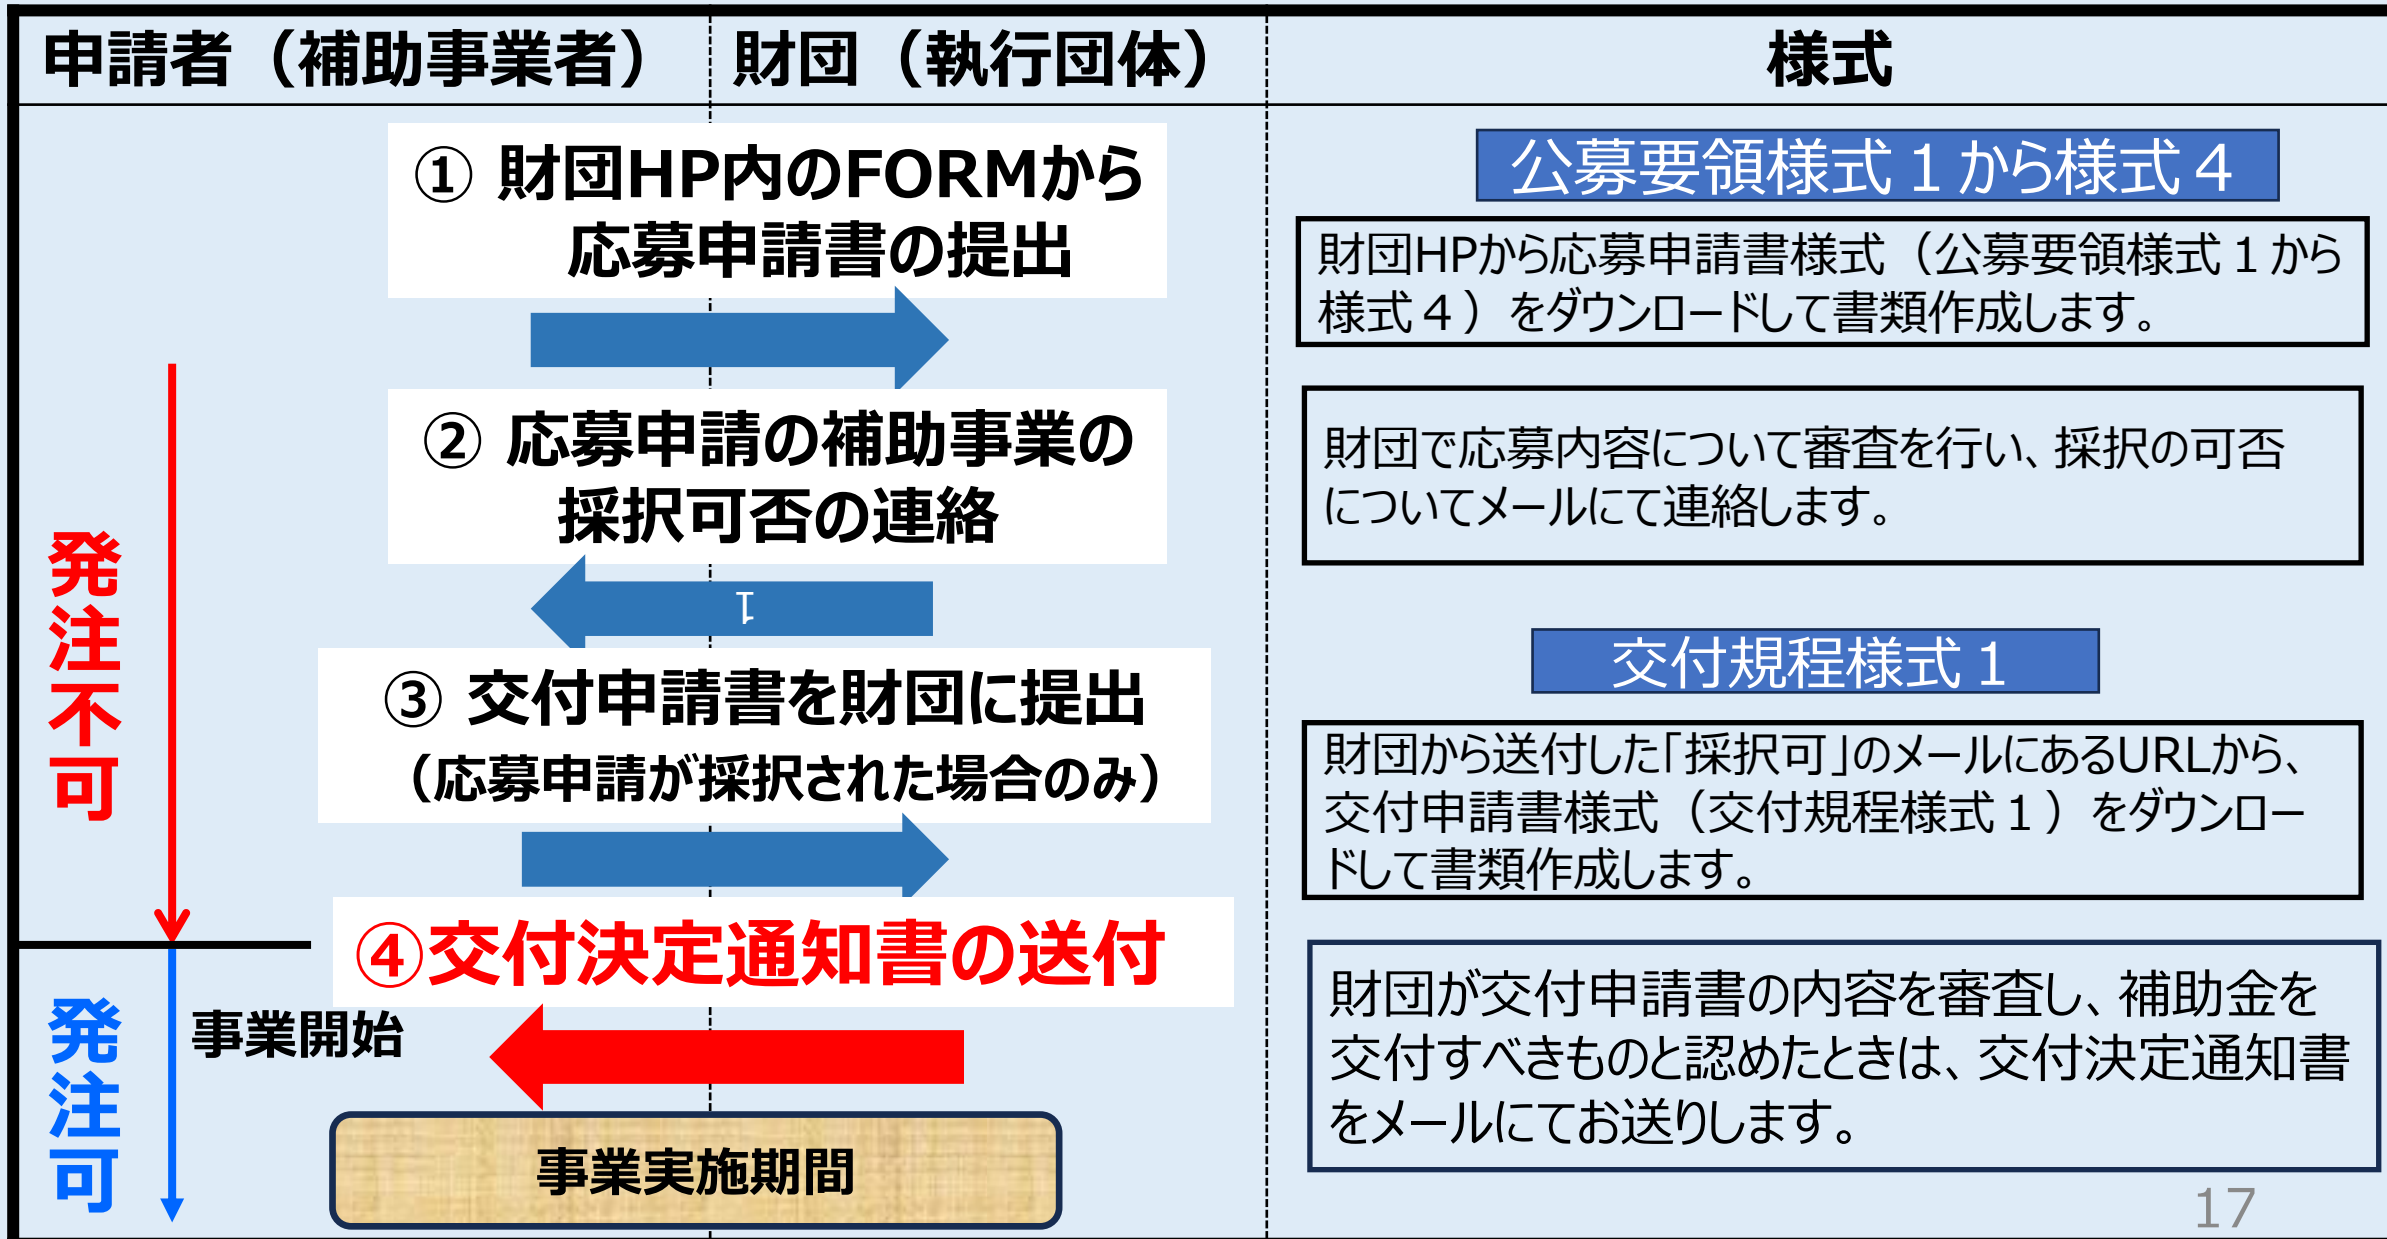 申請者（補助事業者）
財団（執行団体）
様式
① 財団HP内のFORMから
応募申請書の提出
公募要領様式１から様式４
財団HPから応募申請書様式（公募要領様式１から
様式４）をダウンロードして書類作成します。
② 応募申請の補助事業の
採択可否の連絡
財団で応募内容について審査を行い、採択の可否
についてメールにて連絡します。
1
発注不可
③ 交付申請書を財団に提出
（応募申請が採択された場合のみ）
交付規程様式１
財団から送付した「採択可」のメールにあるURLから、
交付申請書様式（交付規程様式１）をダウンロー
ドして書類作成します。
④交付決定通知書の送付
発注可
事業開始
財団が交付申請書の内容を審査し、補助金を
交付すべきものと認めたときは、交付決定通知書
をメールにてお送りします。
事業実施期間
17